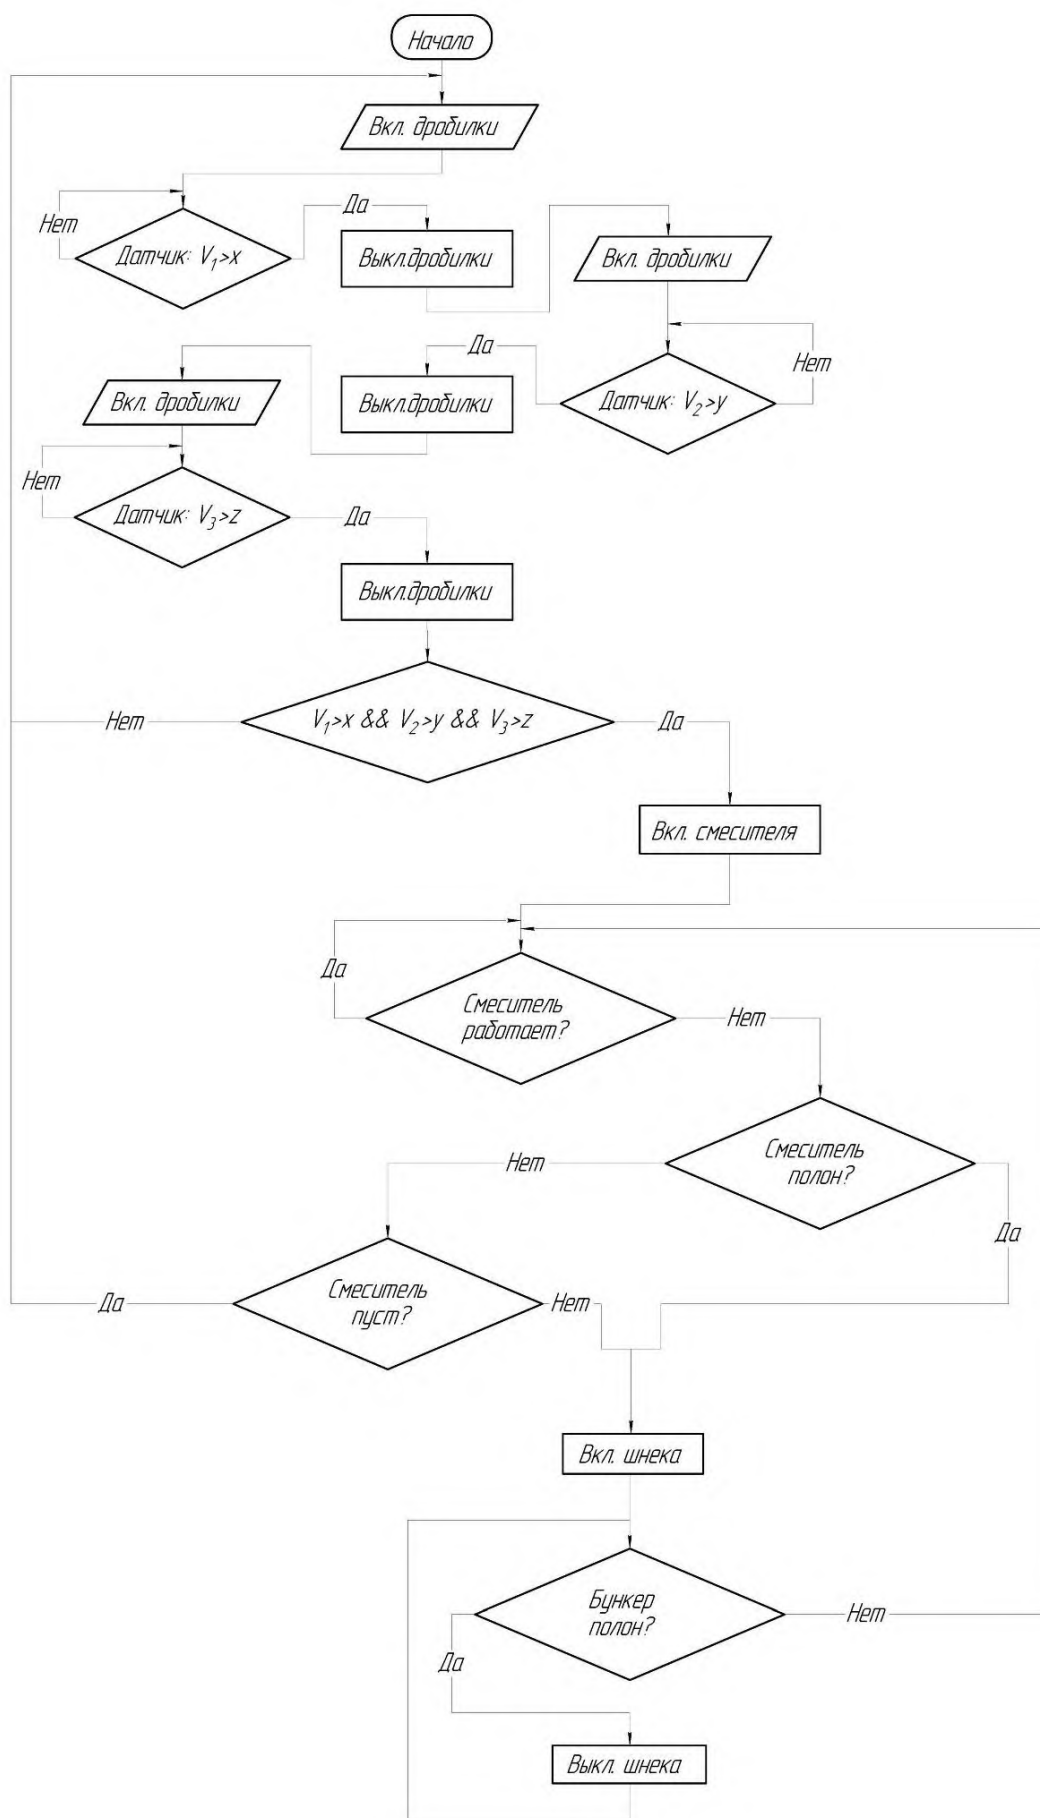 Начало
Вкл. дробилки
Нет
Датчик: V₁>x
Да
Выкл.дробилки
Вкл. дробилки
Нет
Датчик: V₂>y
Да
Выкл.дробилки
Вкл. дробилки
Нет
Датчик: V₃>z
Да
Выкл.дробилки
Нет
V₁>x && V₂>y && V₃>z
Да
Вкл. смесителя
Да
Смеситель
работает?
Нет
Смеситель
полон?
Нет
Да
Смеситель
пуст?
Да
Нет
Вкл. шнека
Бункер
полон?
Нет
Да
Выкл. шнека